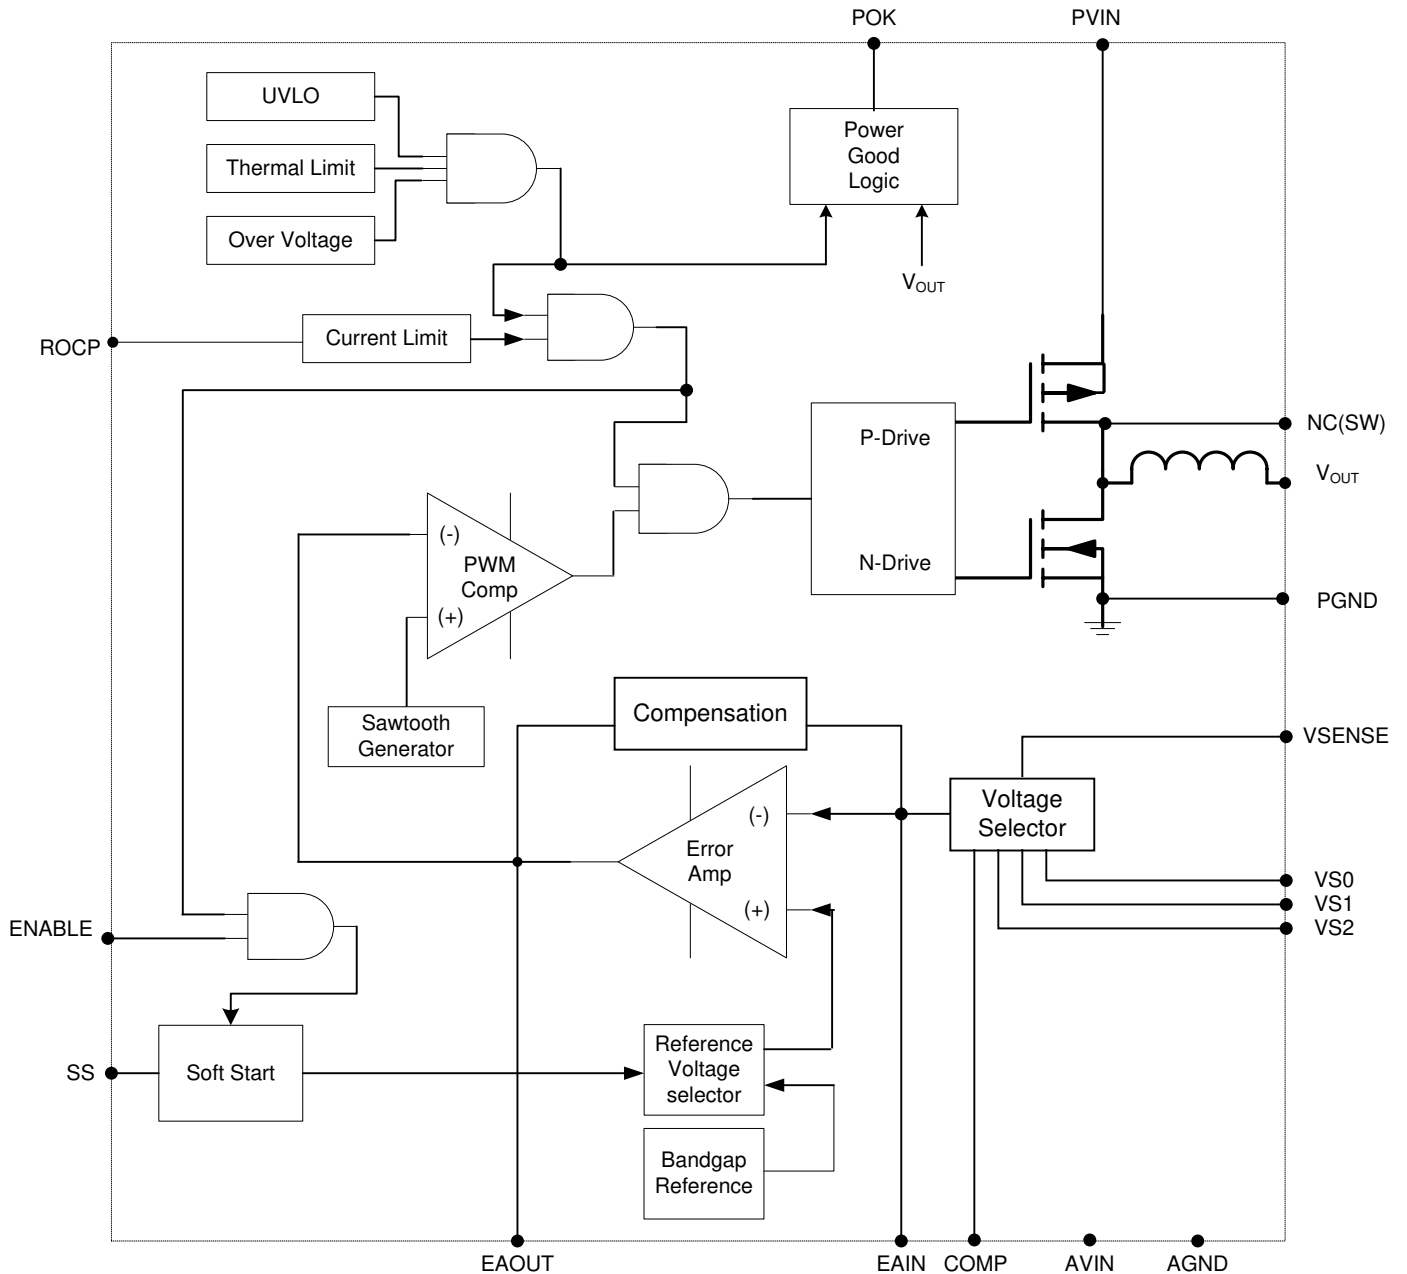 POK
PVIN
UVLO
Thermal Limit
Over Voltage
Power
Good
Logic
VOUT
ROCP
Current Limit
NC(SW)
VOUT
P-Drive
N-Drive
(-)
PWM
Comp
(+)
PGND
Sawtooth
Generator
Compensation
VSENSE
Voltage
Selector
(-)
Error
Amp
(+)
VS0
VS1
VS2
ENABLE
SS
Soft Start
Reference
Voltage
selector
Bandgap
Reference
EAOUT
EAIN
COMP
AVIN
AGND